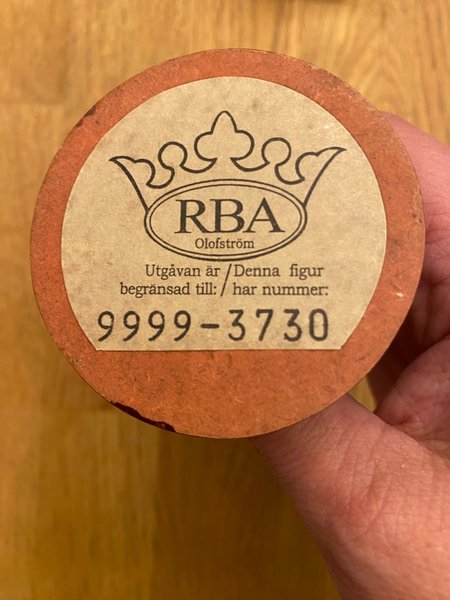 RBA
Olofström
Utgåvan är / Denna figur
begränsad till: / har nummer:
9999-3730